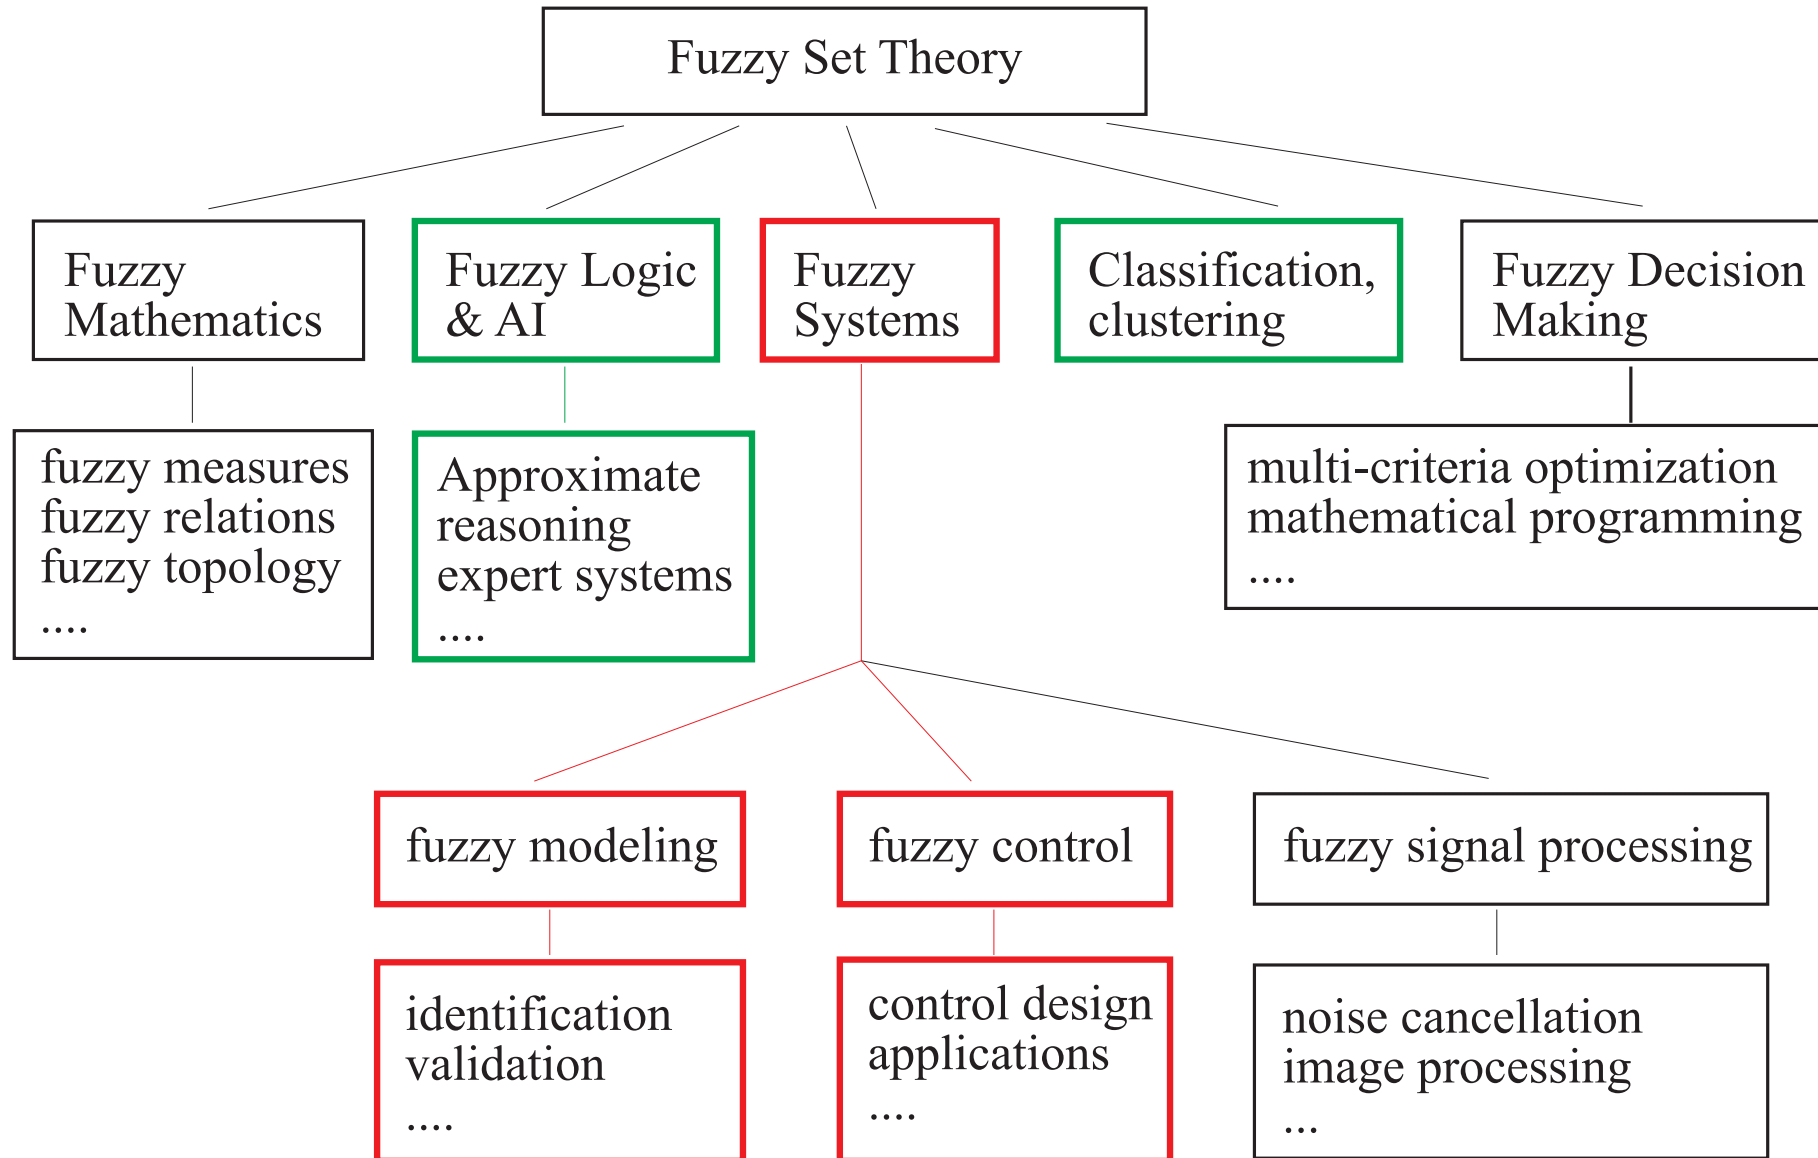 Fuzzy Set Theory
Fuzzy
Mathematics
Fuzzy Logic
& AI
Fuzzy
Systems
Classification,
clustering
Fuzzy Decision
Making
fuzzy measures
fuzzy relations
fuzzy topology
....
Approximate
reasoning
expert systems
....
multi-criteria optimization
mathematical programming
....
fuzzy modeling
fuzzy control
fuzzy signal processing
identification
validation
....
control design
applications
....
noise cancellation
image processing
...